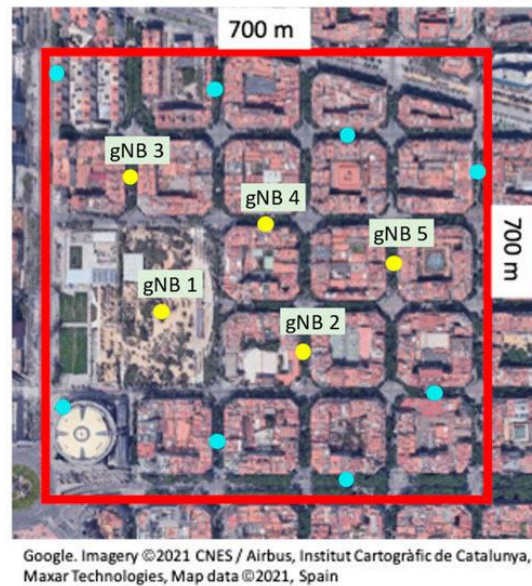 700 m
gNB 3
gNB 4
gNB 5
700 m
gNB 1
gNB 2
Google. Imagery ©2021 CNES / Airbus, Institut Cartogràfic de Catalunya,
Maxar Technologies, Map data ©2021, Spain